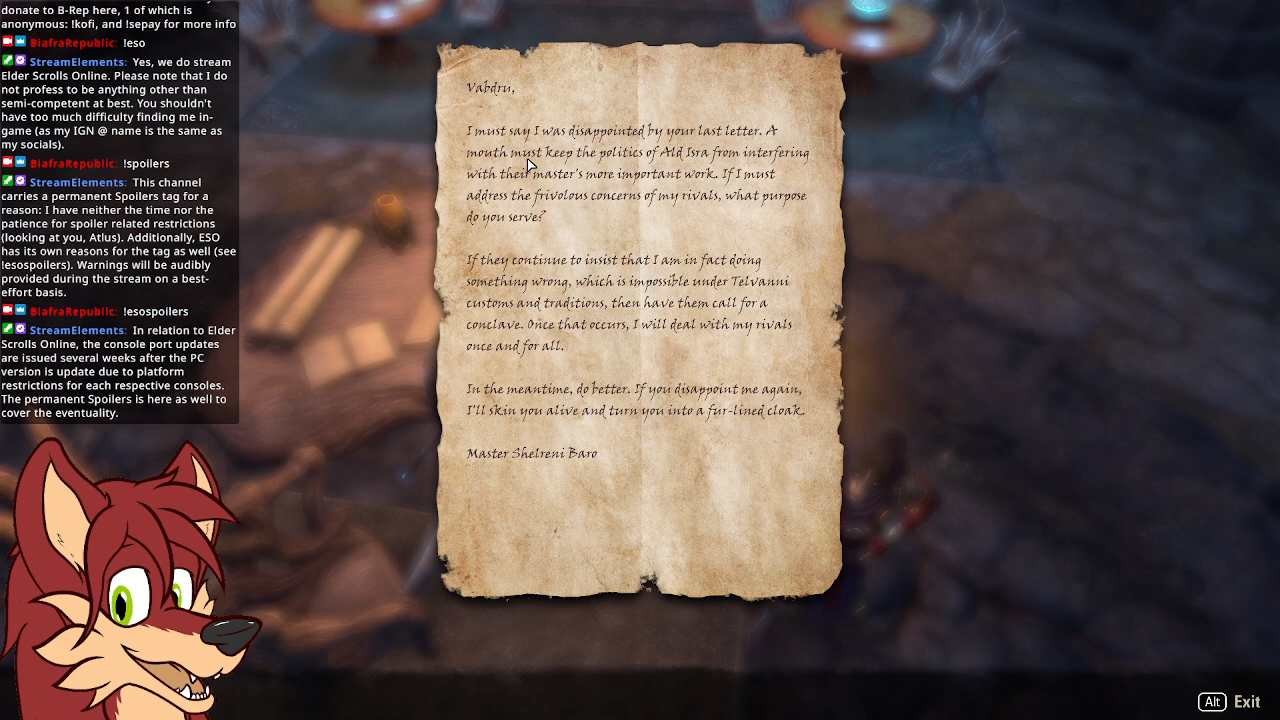 donate to B-Rep here, 1 of which is
anonymous: !kofi, and !sepay for more info
BiafraRepublic: !eso
StreamElements: Yes, we do stream
Elder Scrolls Online. Please note that I do
not profess to be anything other than
semi-competent at best. You shouldn't
have too much difficulty finding me in-
game (as my IGN @ name is the same as
my socials).
BiafraRepublic: !spoilers
StreamElements: This channel
carries a permanent Spoilers tag for a
reason: I have neither the time nor the
patience for spoiler related restrictions
(looking at you, Atlus). Additionally, ESO
has its own reasons for the tag as well (see
!esospoilers). Warnings will be audibly
provided during the stream on a best-
effort basis.
BiafraRepublic: !esospoilers
StreamElements: In relation to Elder
Scrolls Online, the console port updates
are issued several weeks after the PC
version is update due to platform
restrictions for each respective consoles.
The permanent Spoilers is here as well to
cover the eventuality.
Vabdru,
I must say I was disappointed by your last letter. A
mouth must keep the politics of Ald Isra from interfering
with their master's more important work. If I must
address the frivolous concerns of my rivals, what purpose
do you serve?
If they continue to insist that I am in fact doing
something wrong, which is impossible under Telvanni
customs and traditions, then have them call for a
conclave. Once that occurs, I will deal with my rivals
once and for all.
In the meantime, do better. If you disappoint me again,
I'll skin you alive and turn you into a fur-lined cloak.
Master Shelreni Baro
Alt Exit